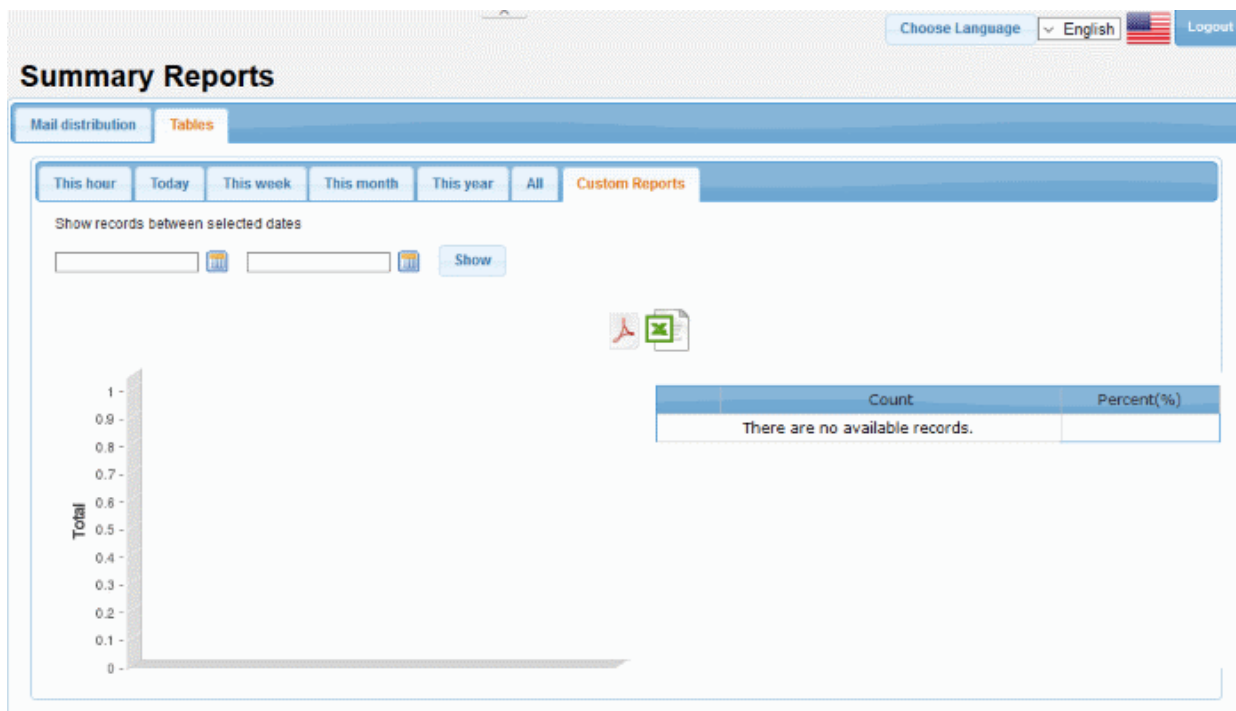 Choose Language English Logout
Summary Reports
Mail distribution Tables
This hour Today This week This month This year All Custom Reports
Show records between selected dates
Show
Count Percent(%)
There are no available records.
Total
1
0.9
0.8
0.7
0.6
0.5
0.4
0.3
0.2
0.1
0